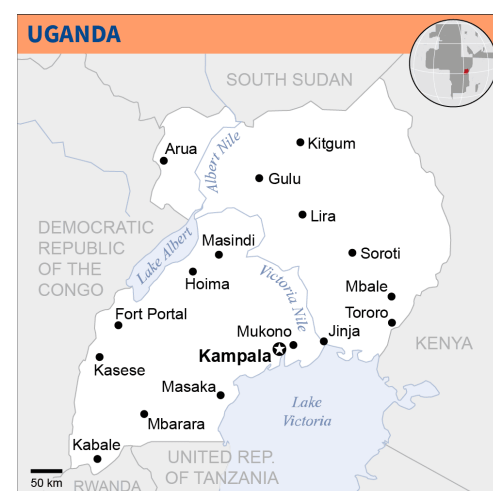 UGANDA
SOUTH SUDAN
Arua
Albert Nile
Kitgum
Gulu
Lira
DEMOCRATIC
REPUBLIC
OF THE
CONGO
Lake Albert
Masindi
Soroti
Hoima
Victoria Nile
Mbale
Fort Portal
Tororo
Mukono
Jinja
Kampala
KENYA
Kasese
Masaka
Lake
Victoria
Mbarara
Kabale
UNITED REP.
OF TANZANIA
50 km
RWANDA